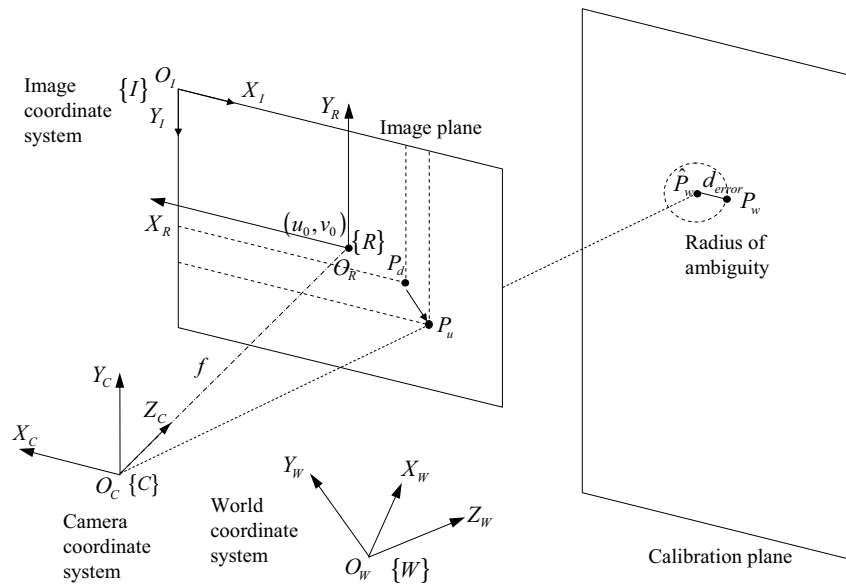 Image
coordinate
system
{I}
O_I
X_I
Y_I
Y_R
Image plane
X_R
(u_0, v_0)
{R}
O_R
P_d
P_u
f
Y_C
Z_C
X_C
O_C {C}
Camera
coordinate
system
World
coordinate
system
Y_W
X_W
Z_W
O_W {W}
P̂_w
d_error
P_w
Radius of
ambiguity
Calibration plane